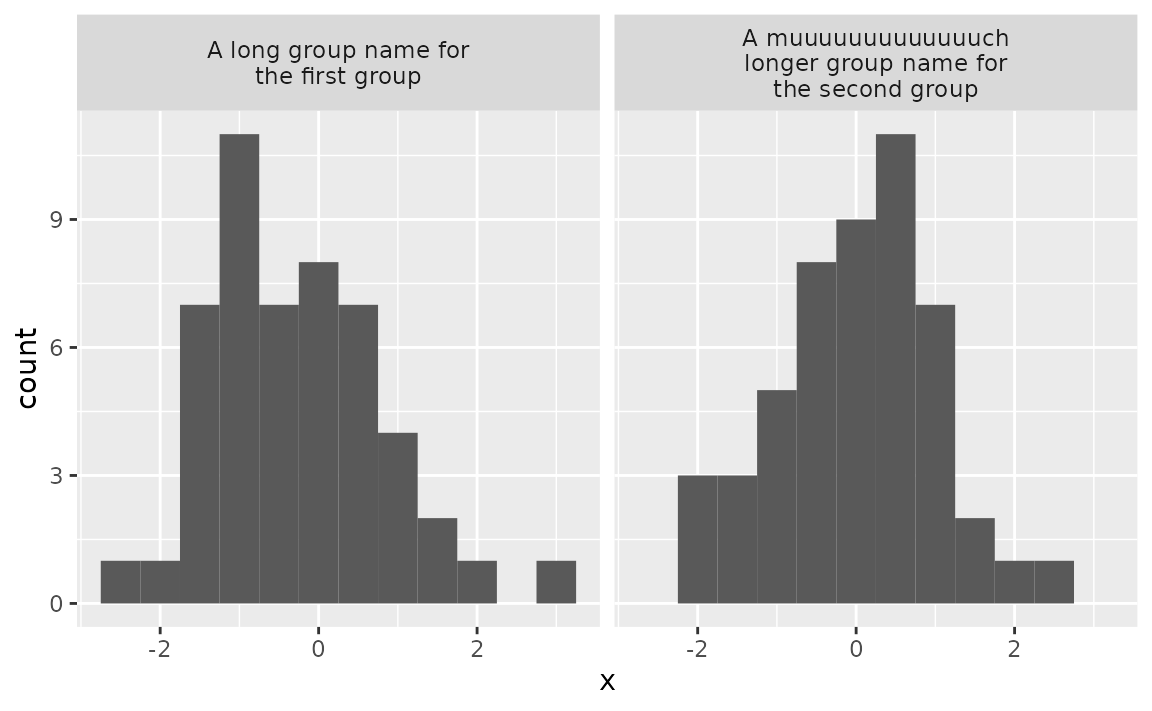 A long group name for
the first group
A muuuuuuuuuuuuuch
longer group name for
the second group
9
6
3
0
count
-2 0 2
-2 0 2
x